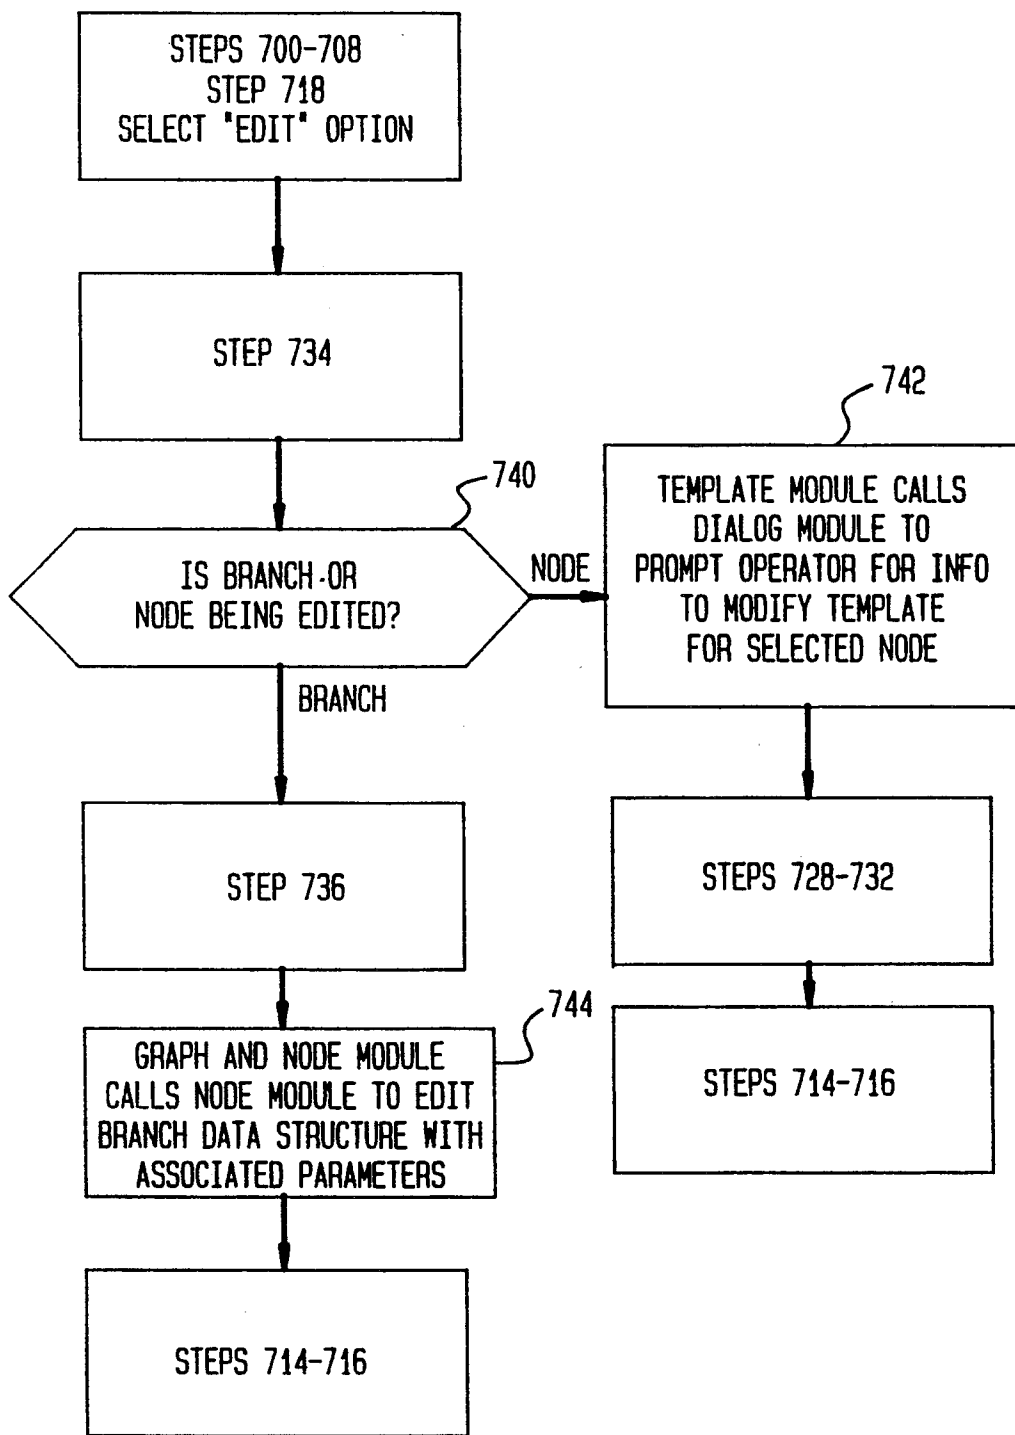 STEPS 700-708
STEP 718
SELECT "EDIT" OPTION
STEP 734
740
IS BRANCH OR
NODE BEING EDITED?
NODE
742
TEMPLATE MODULE CALLS
DIALOG MODULE TO
PROMPT OPERATOR FOR INFO
TO MODIFY TEMPLATE
FOR SELECTED NODE
BRANCH
STEP 736
STEPS 728-732
744
GRAPH AND NODE MODULE
CALLS NODE MODULE TO EDIT
BRANCH DATA STRUCTURE WITH
ASSOCIATED PARAMETERS
STEPS 714-716
STEPS 714-716